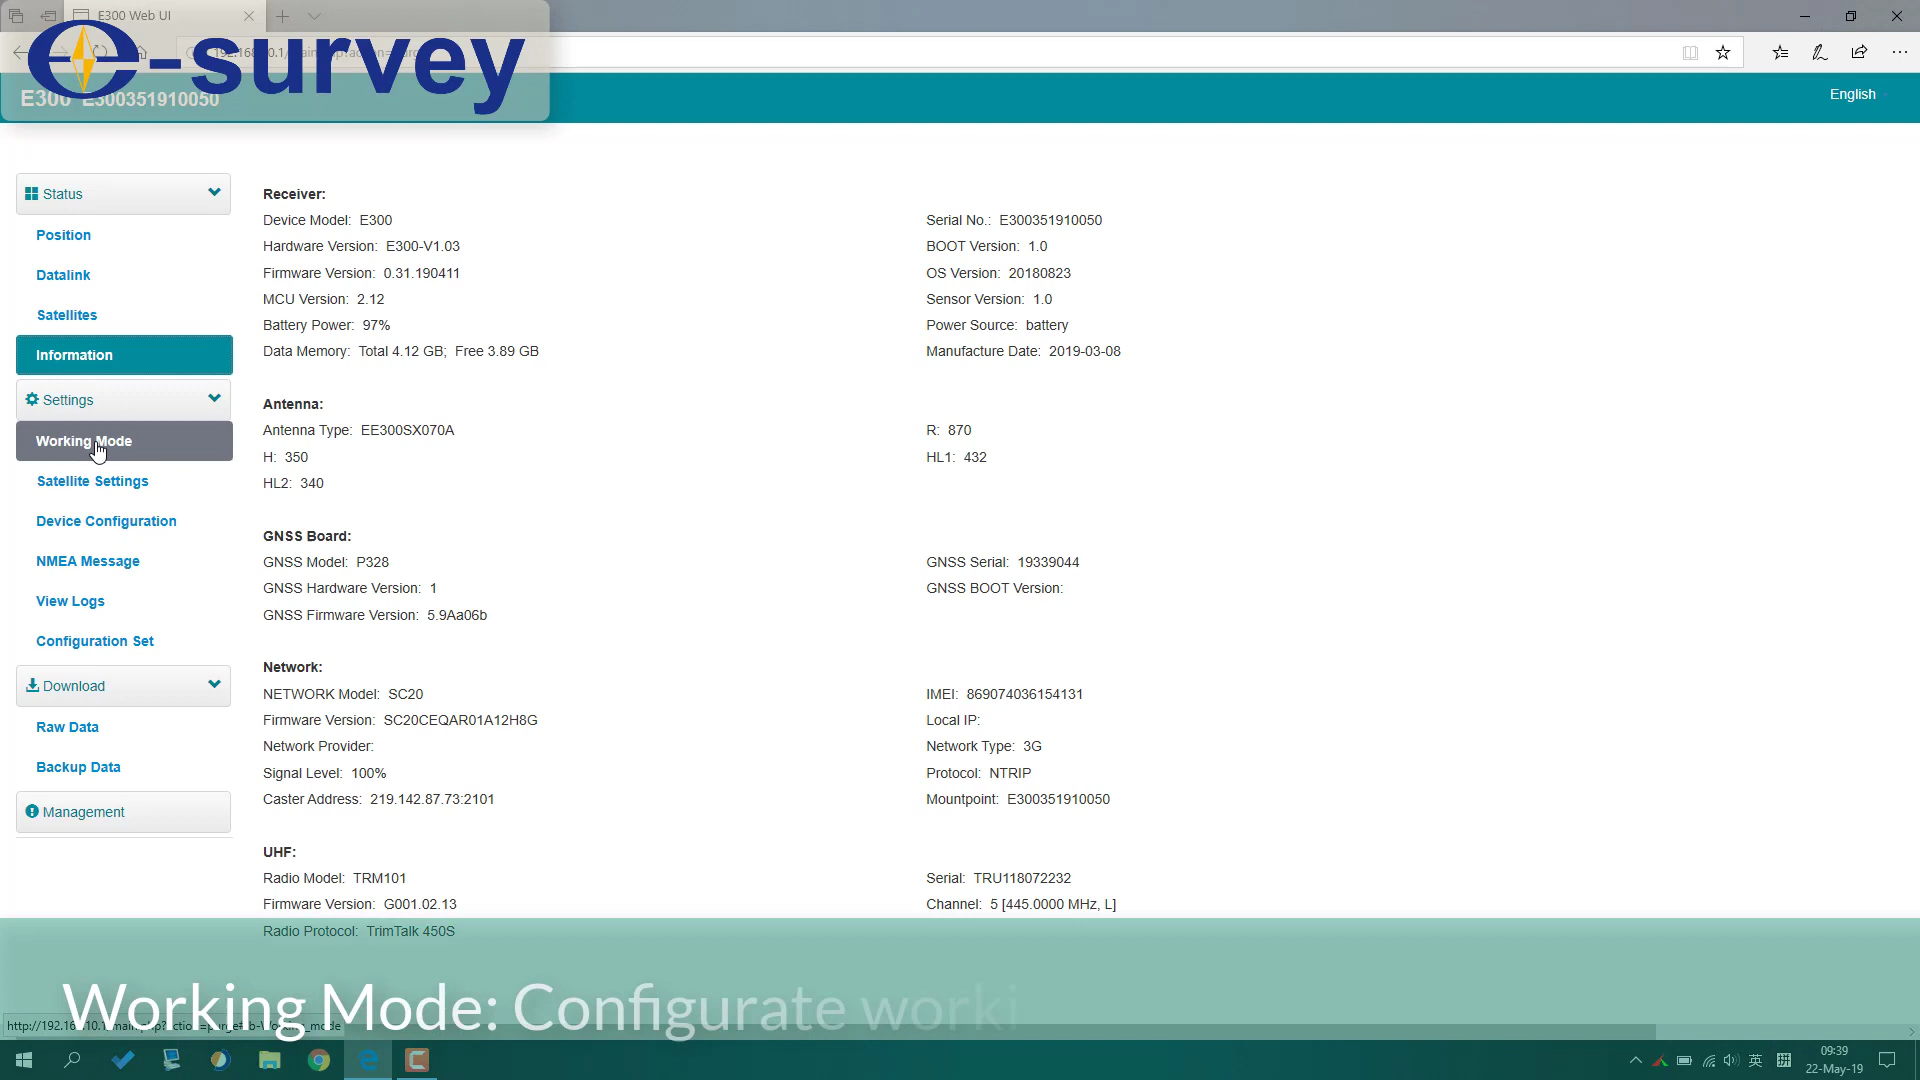 E300 Web UI
e-survey
E300 E300351910050
English
Status
Position
Datalink
Satellites
Information
Settings
Working Mode
Satellite Settings
Device Configuration
NMEA Message
View Logs
Configuration Set
Download
Raw Data
Backup Data
Management
Receiver:
Device Model: E300
Serial No.: E300351910050
Hardware Version: E300-V1.03
BOOT Version: 1.0
Firmware Version: 0.31.190411
OS Version: 20180823
MCU Version: 2.12
Sensor Version: 1.0
Battery Power: 97%
Power Source: battery
Data Memory: Total 4.12 GB; Free 3.89 GB
Manufacture Date: 2019-03-08
Antenna:
Antenna Type: EE300SX070A
R: 870
H: 350
HL1: 432
HL2: 340
GNSS Board:
GNSS Model: P328
GNSS Serial: 19339044
GNSS Hardware Version: 1
GNSS BOOT Version:
GNSS Firmware Version: 5.9Aa06b
Network:
NETWORK Model: SC20
IMEI: 869074036154131
Firmware Version: SC20CEQAR01A12H8G
Local IP:
Network Provider:
Network Type: 3G
Signal Level: 100%
Protocol: NTRIP
Caster Address: 219.142.87.73:2101
Mountpoint: E300351910050
UHF:
Radio Model: TRM101
Serial: TRU118072232
Firmware Version: G001.02.13
Channel: 5 [445.0000 MHz, L]
Radio Protocol: TrimTalk 450S
Working Mode: Configurate worki
英
09:39
22-May-19